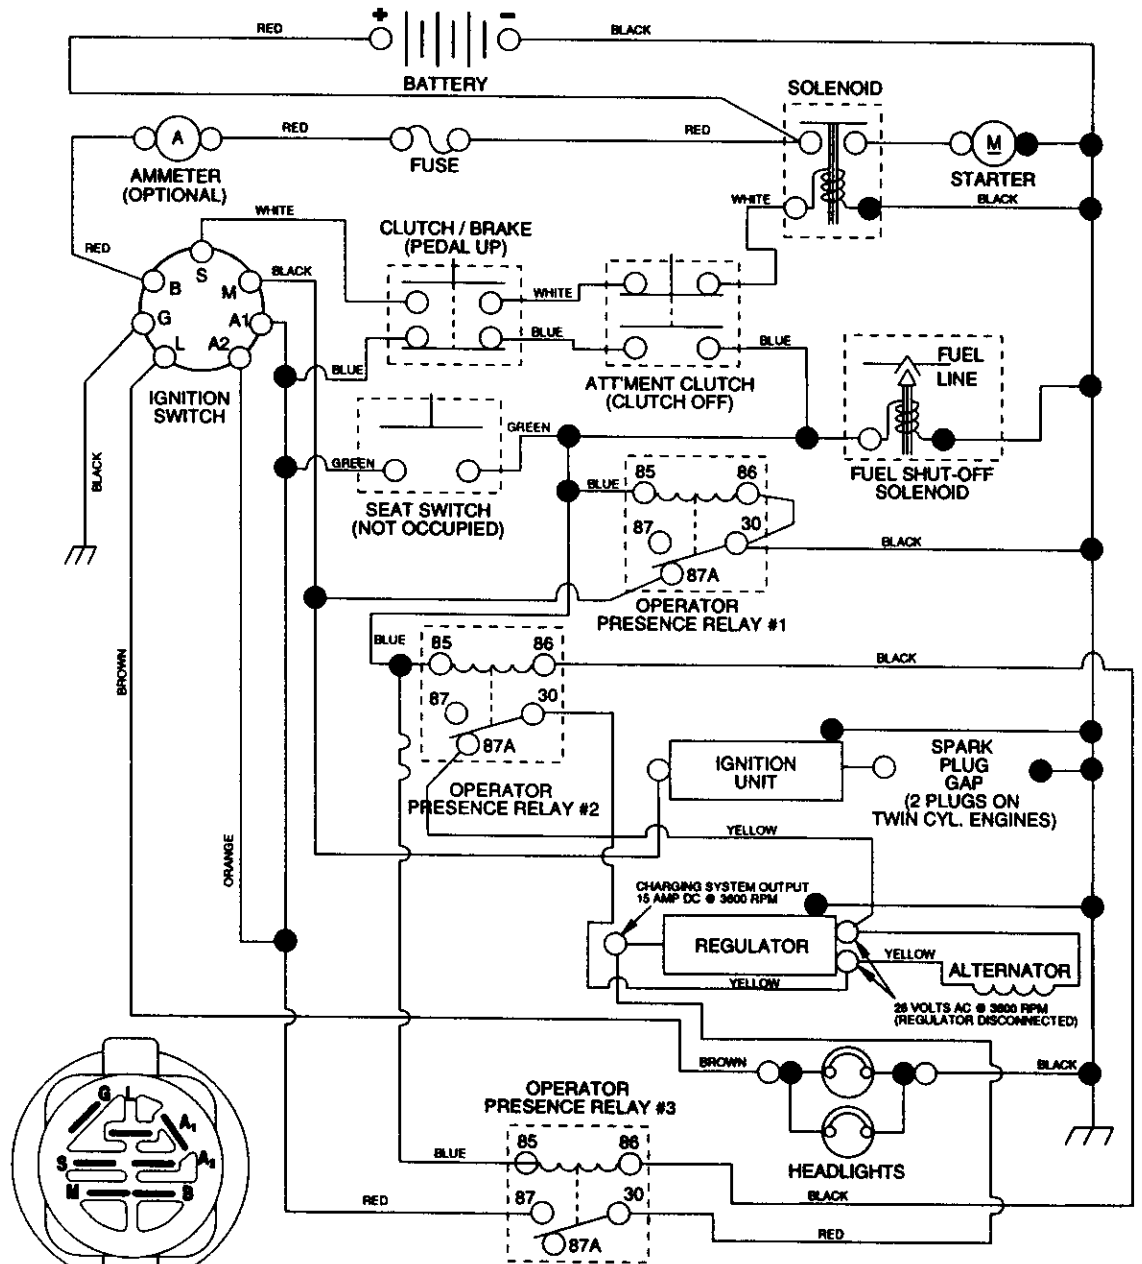 + -
RED
BLACK
BATTERY
SOLENOID
A
RED
RED
FUSE
M
AMMETER
(OPTIONAL)
STARTER
WHITE
BLACK
WHITE
CLUTCH / BRAKE
(PEDAL UP)
RED
S
B
M
BLACK
WHITE
G
A1
L
A2
BLUE
BLUE
FUEL
LINE
BLUE
IGNITION
SWITCH
ATT'MENT CLUTCH
(CLUTCH OFF)
GREEN
GREEN
BLACK
SEAT SWITCH
(NOT OCCUPIED)
FUEL SHUT-OFF
SOLENOID
85
86
BLUE
87
30
BLACK
87A
OPERATOR
PRESENCE RELAY #1
BLUE
85
86
BLACK
BROWN
87
30
87A
OPERATOR
PRESENCE RELAY #2
IGNITION
UNIT
SPARK
PLUG
GAP
(2 PLUGS ON
TWIN CYL. ENGINES)
YELLOW
ORANGE
CHARGING SYSTEM OUTPUT
15 AMP DC @ 3600 RPM
REGULATOR
YELLOW
ALTERNATOR
YELLOW
28 VOLTS AC @ 3600 RPM
(REGULATOR DISCONNECTED)
BROWN
BLACK
HEADLIGHTS
OPERATOR
PRESENCE RELAY #3
85
86
BLUE
BLACK
87
30
RED
87A
RED
G
L
A1
S
A2
M
B